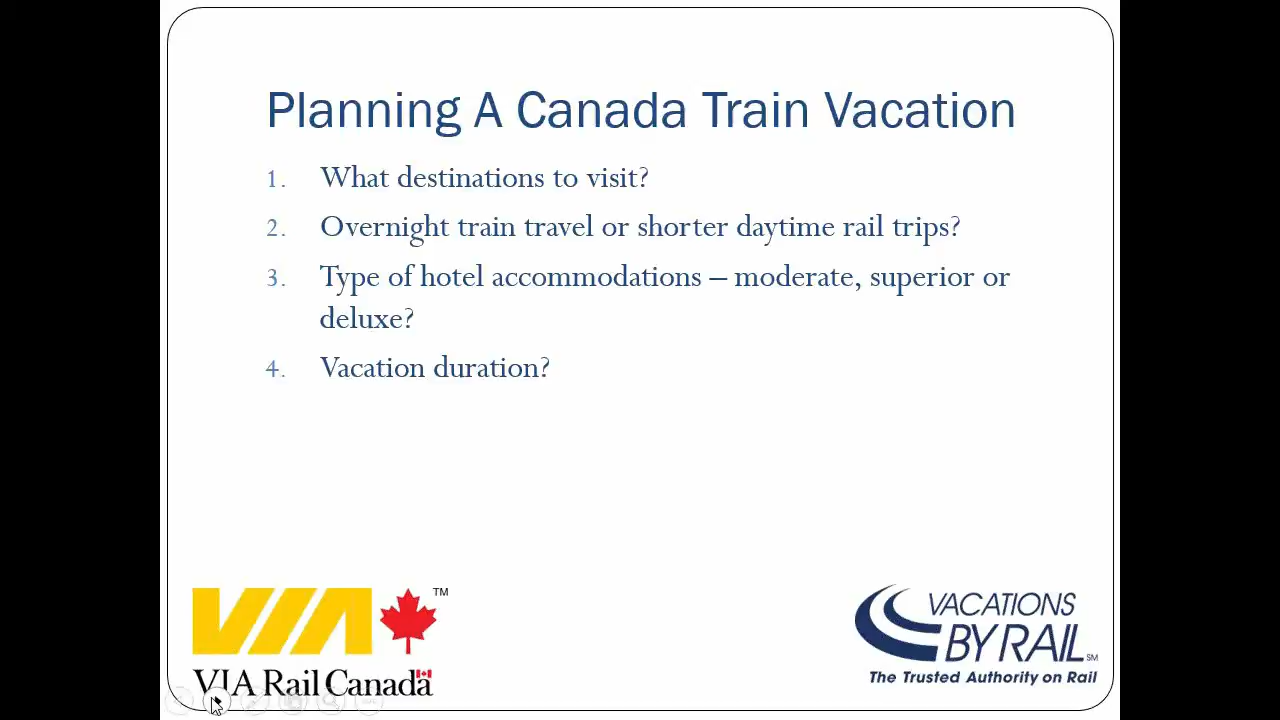 Planning A Canada Train Vacation
1. What destinations to visit?
2. Overnight train travel or shorter daytime rail trips?
3. Type of hotel accommodations – moderate, superior or
deluxe?
4. Vacation duration?
VIA TM
VIA Rail Canada
VACATIONS
BY RAIL SM
The Trusted Authority on Rail